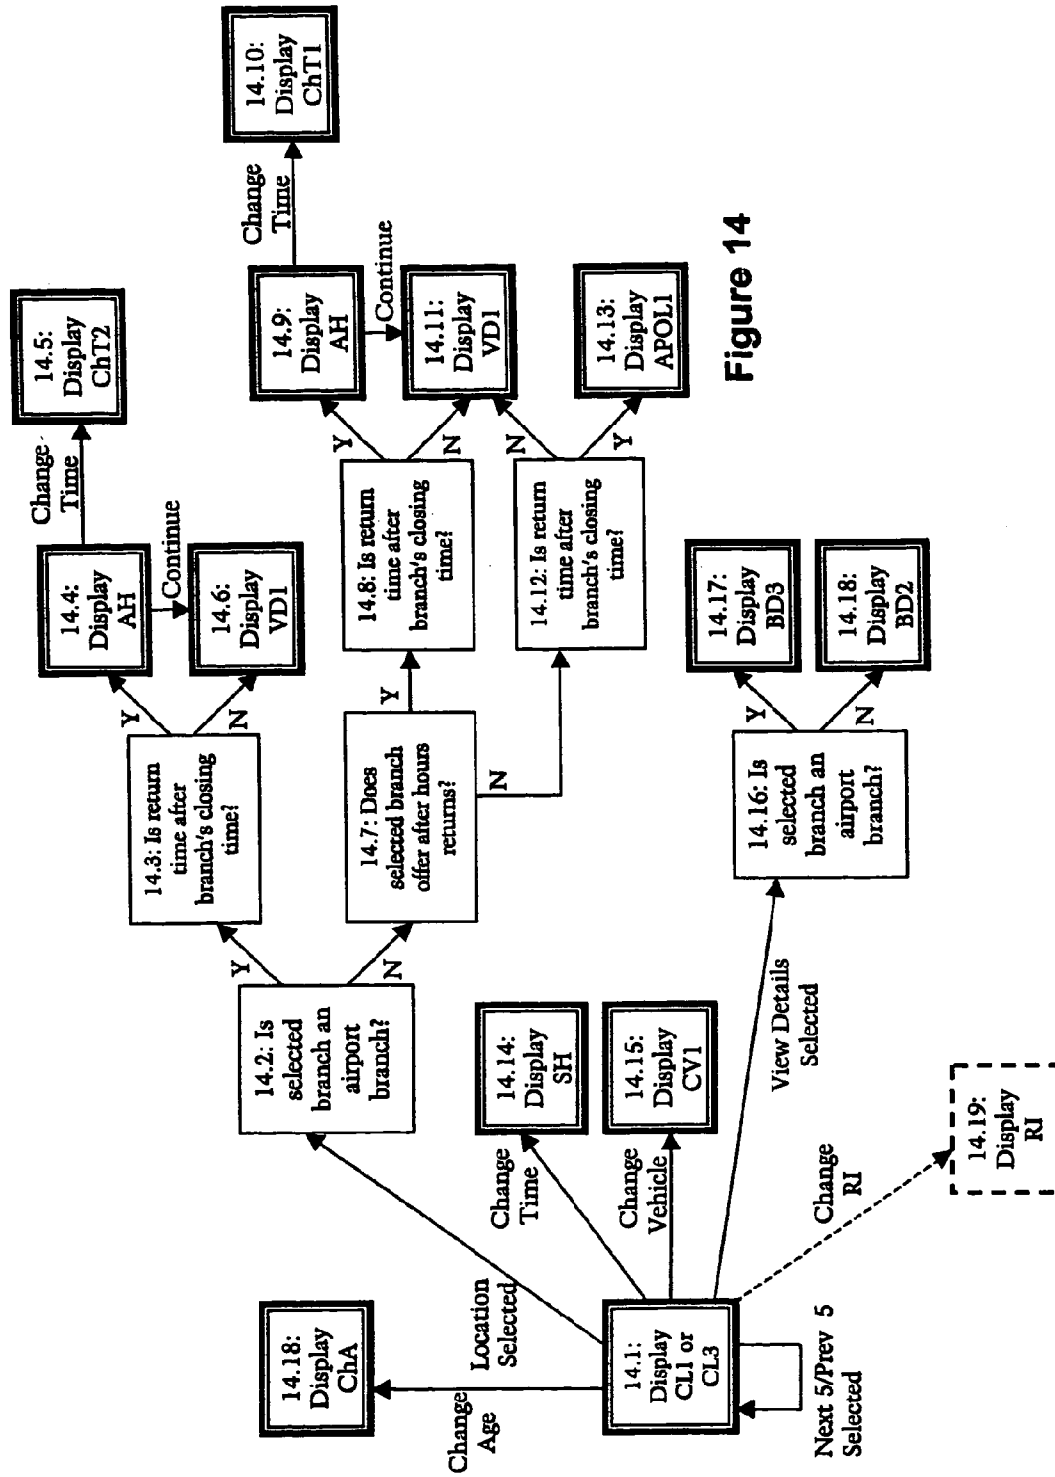 14.5:
Display
ChT2
Change
Time
14.4:
Display
AH
Continue
14.6:
Display
VD1
Y
N
14.3: Is return
time after
branch's closing
time?
14.10:
Display
ChT1
Change
Time
14.9:
Display
AH
Continue
14.11:
Display
VD1
Y
N
14.8: Is return
time after
branch's closing
time?
N
Y
14.12: Is return
time after
branch's closing
time?
14.13:
Display
APOL1
Y
N
14.7: Does
selected branch
offer after hours
returns?
Y
N
14.2: Is
selected
branch an
airport
branch?
14.18:
Display
ChA
Change
Age
Location
Selected
14.14:
Display
SH
Change
Time
14.15:
Display
CV1
Change
Vehicle
14.1:
Display
CL1 or
CL3
Next 5/Prev 5
Selected
View Details
Selected
14.16: Is
selected
branch an
airport
branch?
Y
N
14.17:
Display
BD3
14.18:
Display
BD2
Change
RI
14.19:
Display
RI
Figure 14